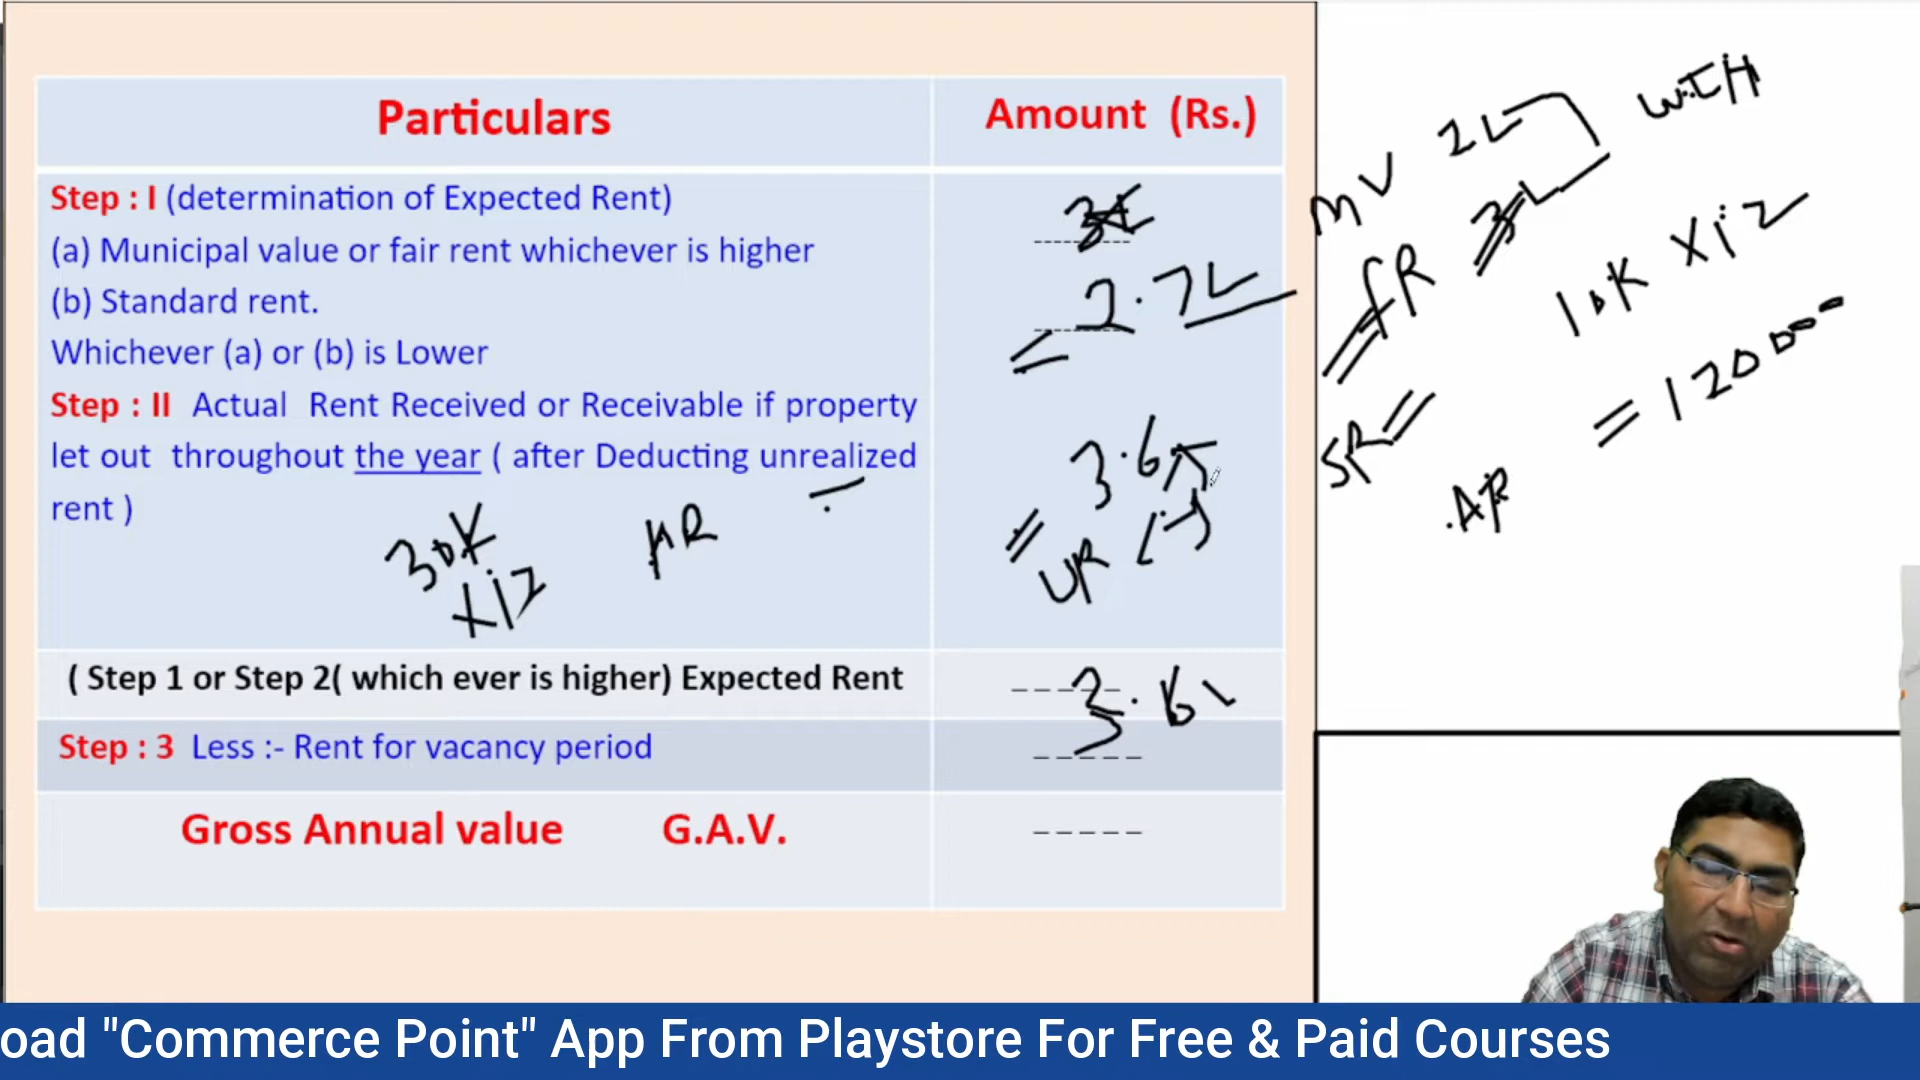 Particulars Amount (Rs.)
Step : I (determination of Expected Rent)
(a) Municipal value or fair rent whichever is higher
(b) Standard rent.
Whichever (a) or (b) is Lower
2.7L
Step : II Actual Rent Received or Receivable if property
let out throughout the year ( after Deducting unrealized
rent )
3.6
30K
X12
UR (-)
( Step 1 or Step 2( which ever is higher) Expected Rent
3.6L
Step : 3 Less :- Rent for vacancy period
Gross Annual value G.A.V.
WIH
MV 2L
FR 3L
10K X12
= 120000
SR =
AR
oad "Commerce Point" App From Playstore For Free & Paid Courses